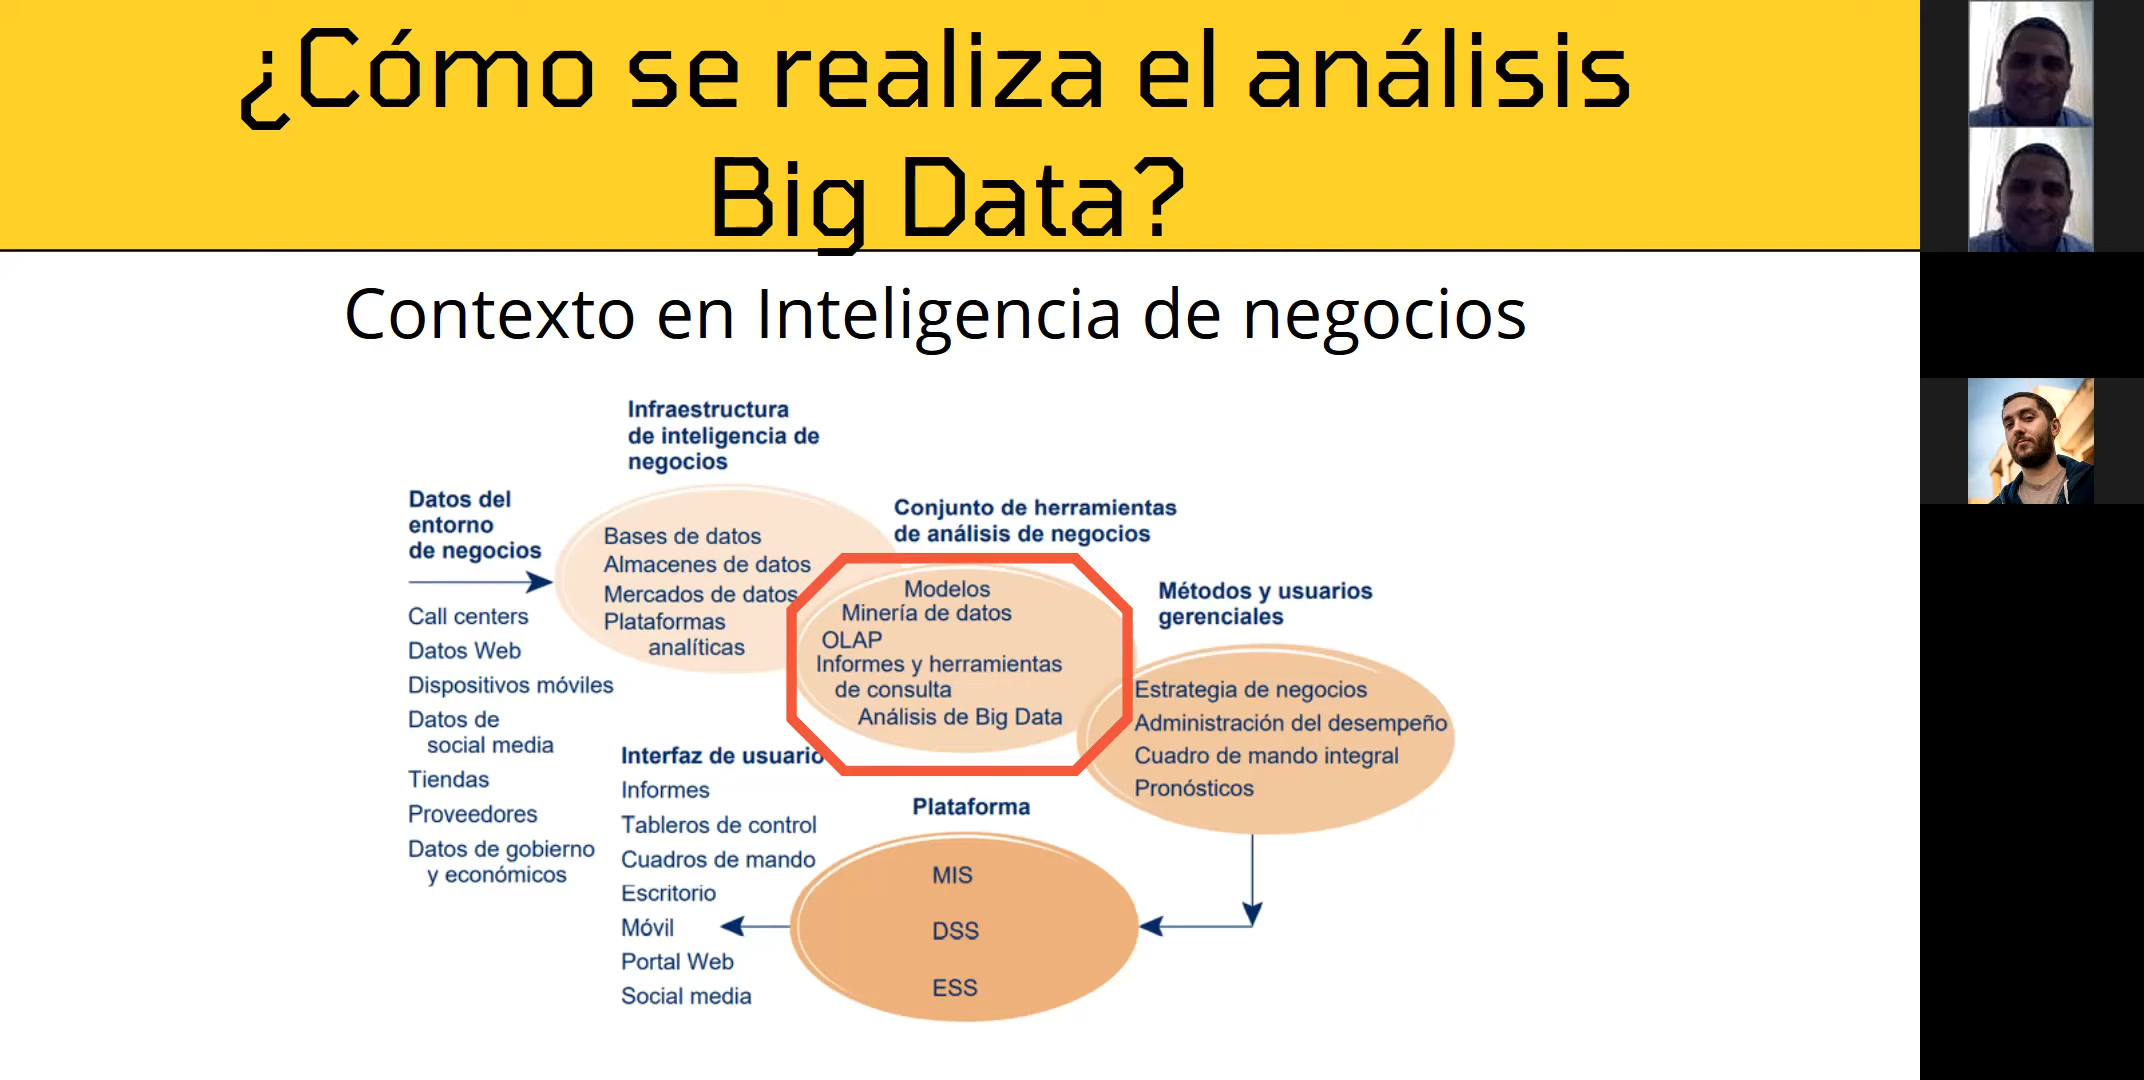 ¿Cómo se realiza el análisis
Big Data?
Contexto en Inteligencia de negocios
Infraestructura
de inteligencia de
negocios
Datos del
entorno
de negocios
Call centers
Datos Web
Dispositivos móviles
Datos de
social media
Tiendas
Proveedores
Datos de gobierno
y económicos
Bases de datos
Almacenes de datos
Mercados de datos
Plataformas
analíticas
Conjunto de herramientas
de análisis de negocios
Modelos
Minería de datos
OLAP
Informes y herramientas
de consulta
Análisis de Big Data
Métodos y usuarios
gerenciales
Estrategia de negocios
Administración del desempeño
Cuadro de mando integral
Pronósticos
Interfaz de usuario
Informes
Tableros de control
Cuadros de mando
Escritorio
Móvil
Portal Web
Social media
Plataforma
MIS
DSS
ESS